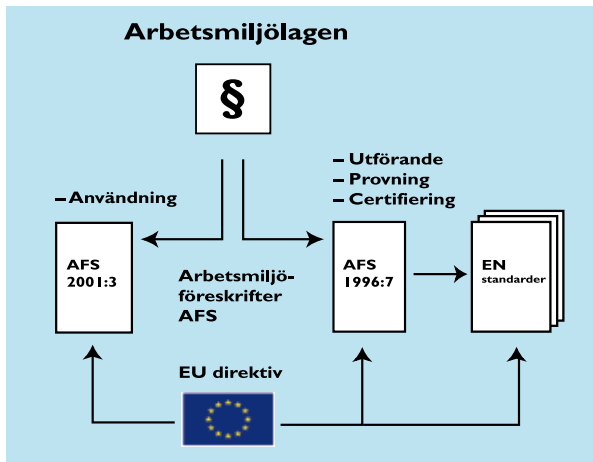 Arbetsmiljölagen
§
– Användning
– Utförande
– Provning
– Certifiering
AFS
2001:3
Arbetsmiljö-
föreskrifter
AFS
AFS
1996:7
EN
standarder
EU direktiv